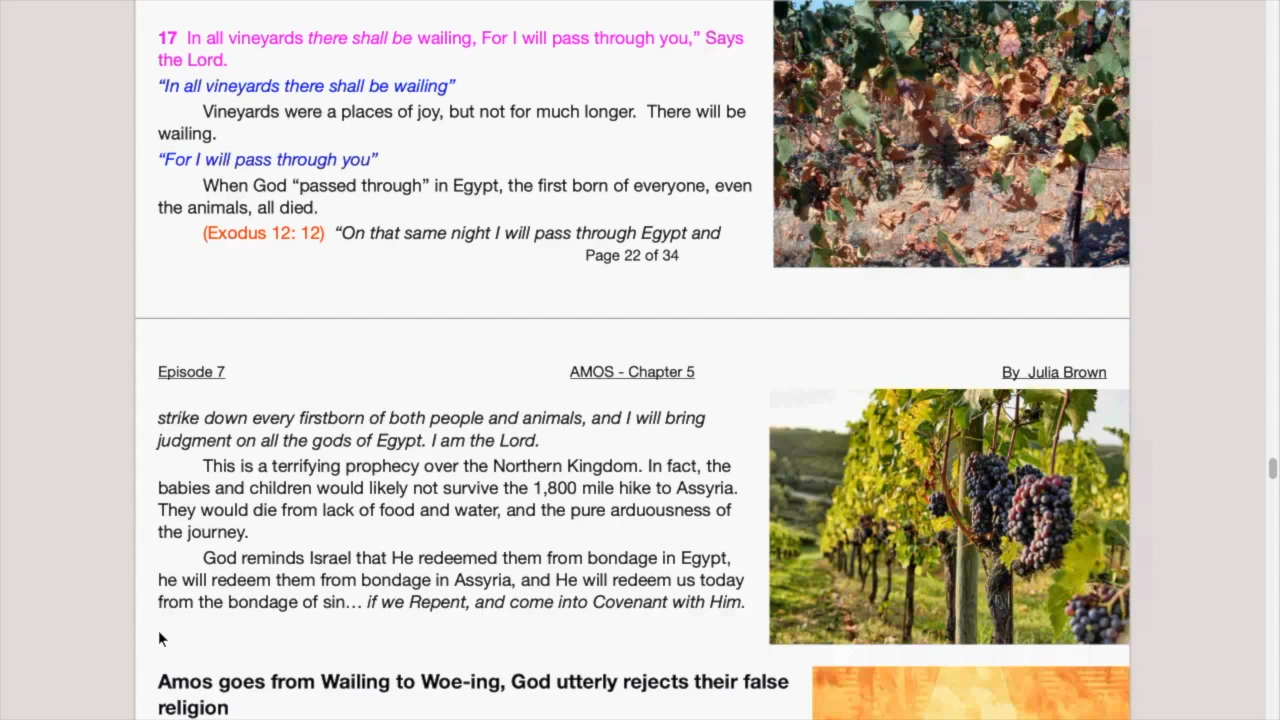 17 In all vineyards there shall be wailing, For I will pass through you,” Says
the Lord.
“In all vineyards there shall be wailing”
Vineyards were a places of joy, but not for much longer. There will be
wailing.
“For I will pass through you”
When God “passed through” in Egypt, the first born of everyone, even
the animals, all died.
(Exodus 12: 12) “On that same night I will pass through Egypt and
Page 22 of 34
Episode 7 AMOS - Chapter 5 By Julia Brown
strike down every firstborn of both people and animals, and I will bring
judgment on all the gods of Egypt. I am the Lord.
This is a terrifying prophecy over the Northern Kingdom. In fact, the
babies and children would likely not survive the 1,800 mile hike to Assyria.
They would die from lack of food and water, and the pure arduousness of
the journey.
God reminds Israel that He redeemed them from bondage in Egypt,
he will redeem them from bondage in Assyria, and He will redeem us today
from the bondage of sin… if we Repent, and come into Covenant with Him.
Amos goes from Wailing to Woe-ing, God utterly rejects their false
religion